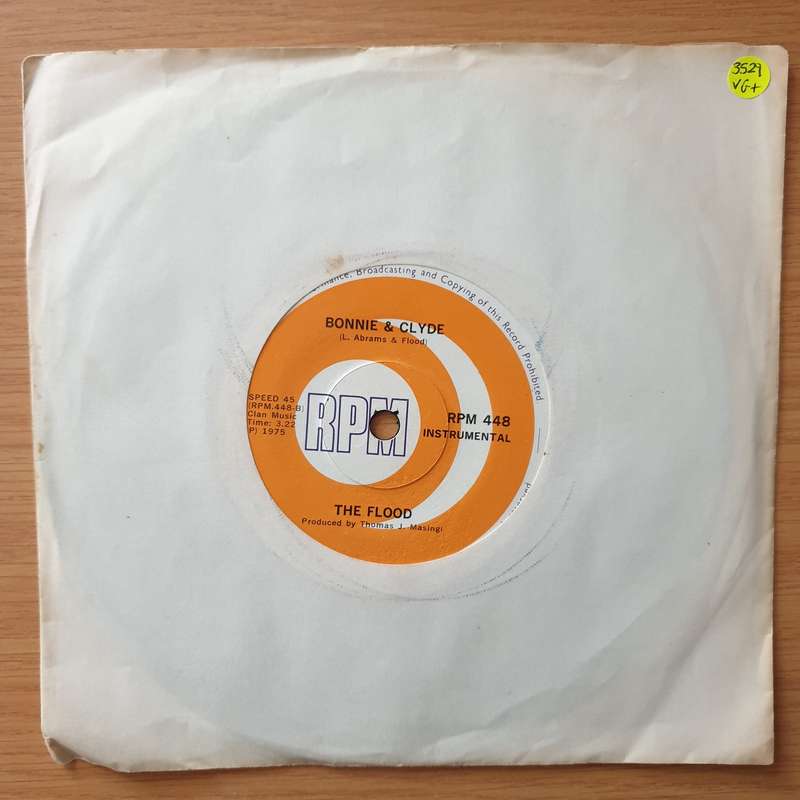 3529
VG+
rmance, Broadcasting and Copying of this Record Prohibited
BONNIE & CLYDE
(L. Abrams & Flood)
SPEED 45
(RPM.448-B)
Clan Music
Time: 3.22
P) 1975
RPM
RPM 448
INSTRUMENTAL
THE FLOOD
Produced by Thomas J. Masingi